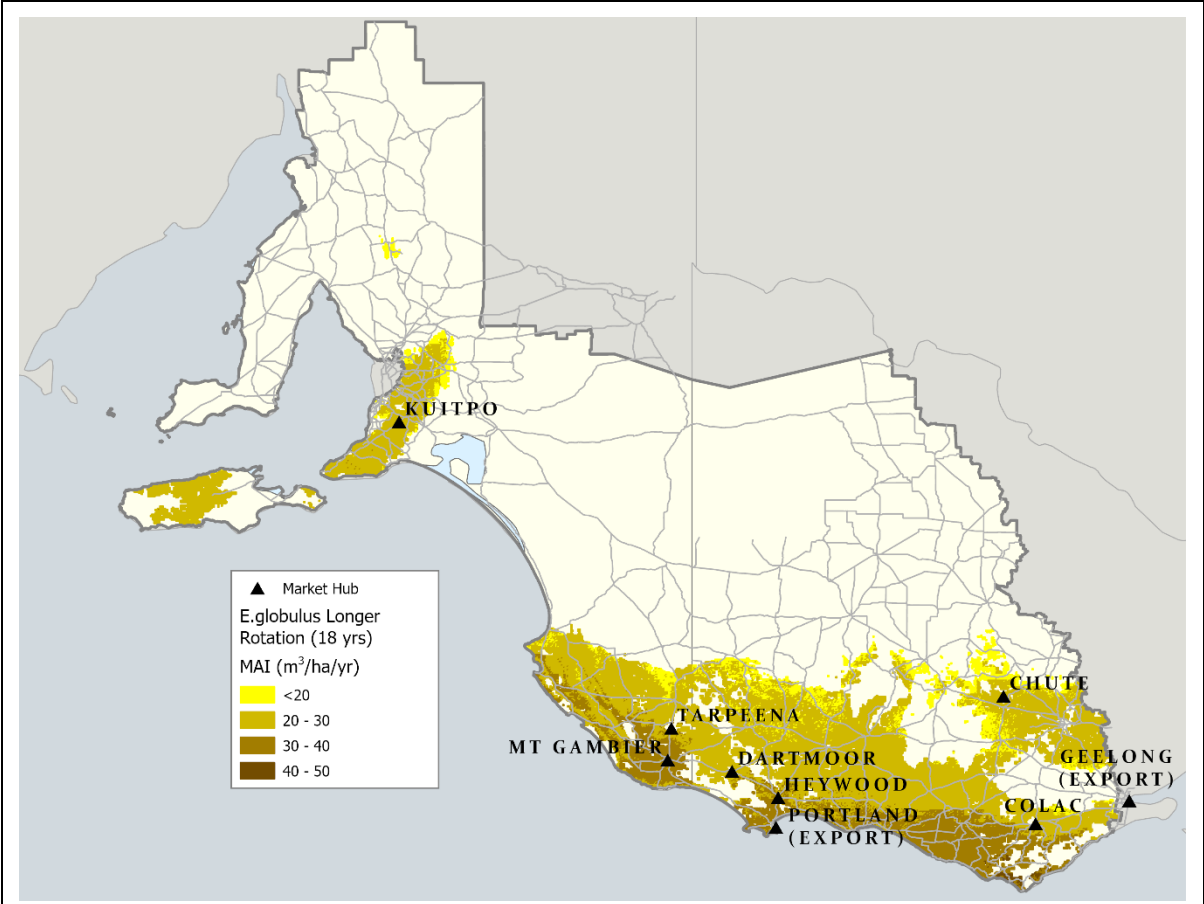 KUITPO
Market Hub
E.globulus Longer
Rotation (18 yrs)
MAI (m³/ha/yr)
<20
20 - 30
30 - 40
40 - 50
CHUTE
TARPEENA
MT GAMBIER
DARTMOOR
GEELONG
(EXPORT)
HEYWOOD
COLAC
PORTLAND
(EXPORT)